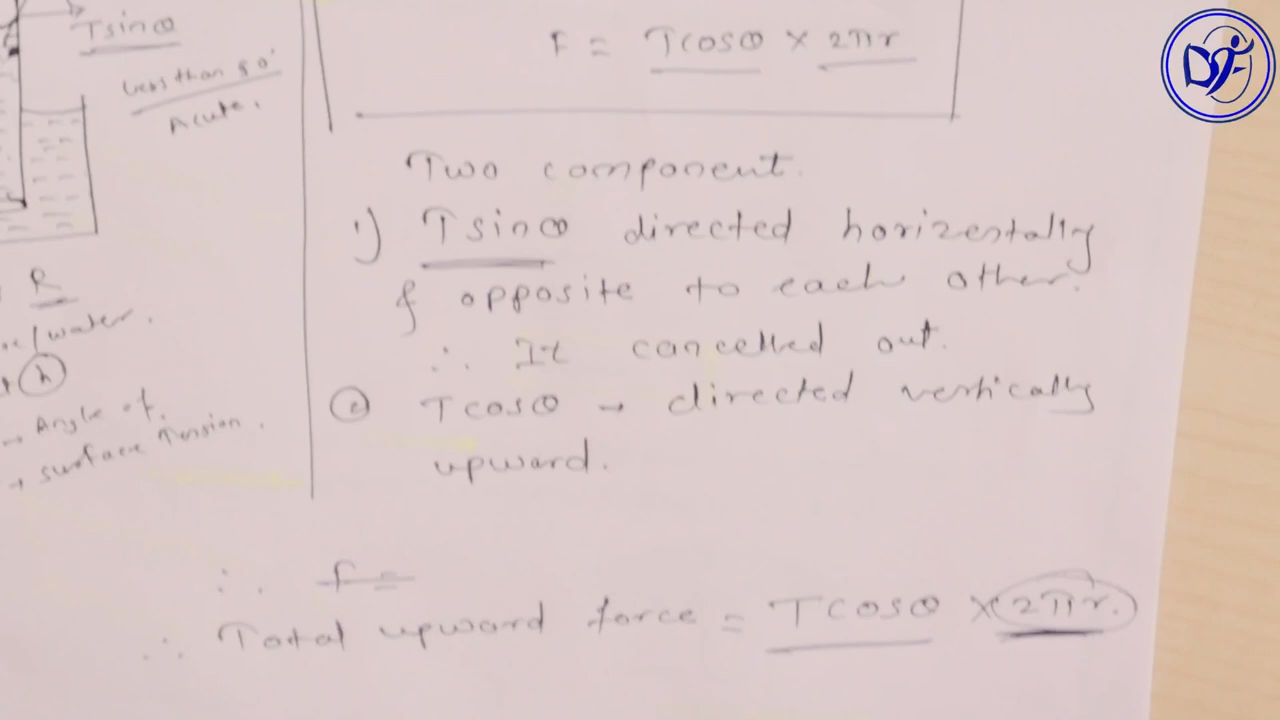 Tsinθ
Less than 90°
Acute.
R
/water.
h
→ Angle of
→ surface Tension.
F = Tcosθ × 2πr
Two component.
1) Tsinθ directed horizontally
& opposite to each other.
∴ It cancelled out.
② Tcosθ → directed vertically
upward.
∴ f =
∴ Total upward force = Tcosθ × 2πr.